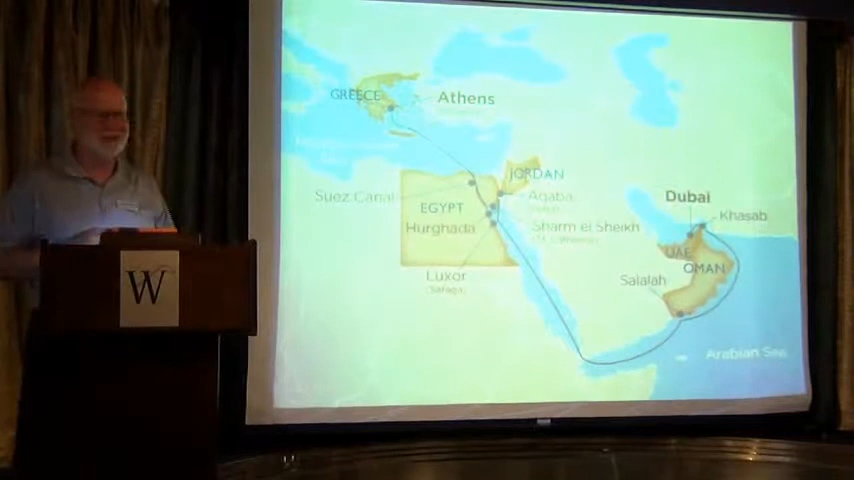 GREECE
Athens
JORDAN
Suez Canal
Aqaba
Dubai
EGYPT
Khasab
Hurghada
Sharm el Sheikh
UAE
OMAN
Luxor
(Safaga)
Salalah
Arabian Sea
W